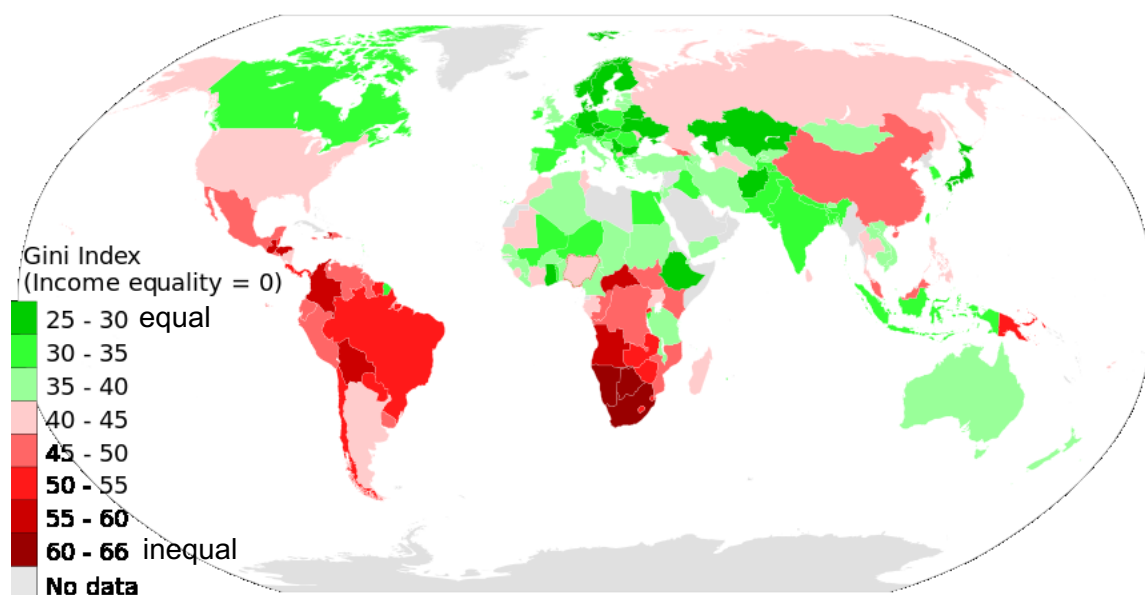 Gini Index
(Income equality = 0)
25 - 30 equal
30 - 35
35 - 40
40 - 45
45 - 50
50 - 55
55 - 60
60 - 66 inequal
No data